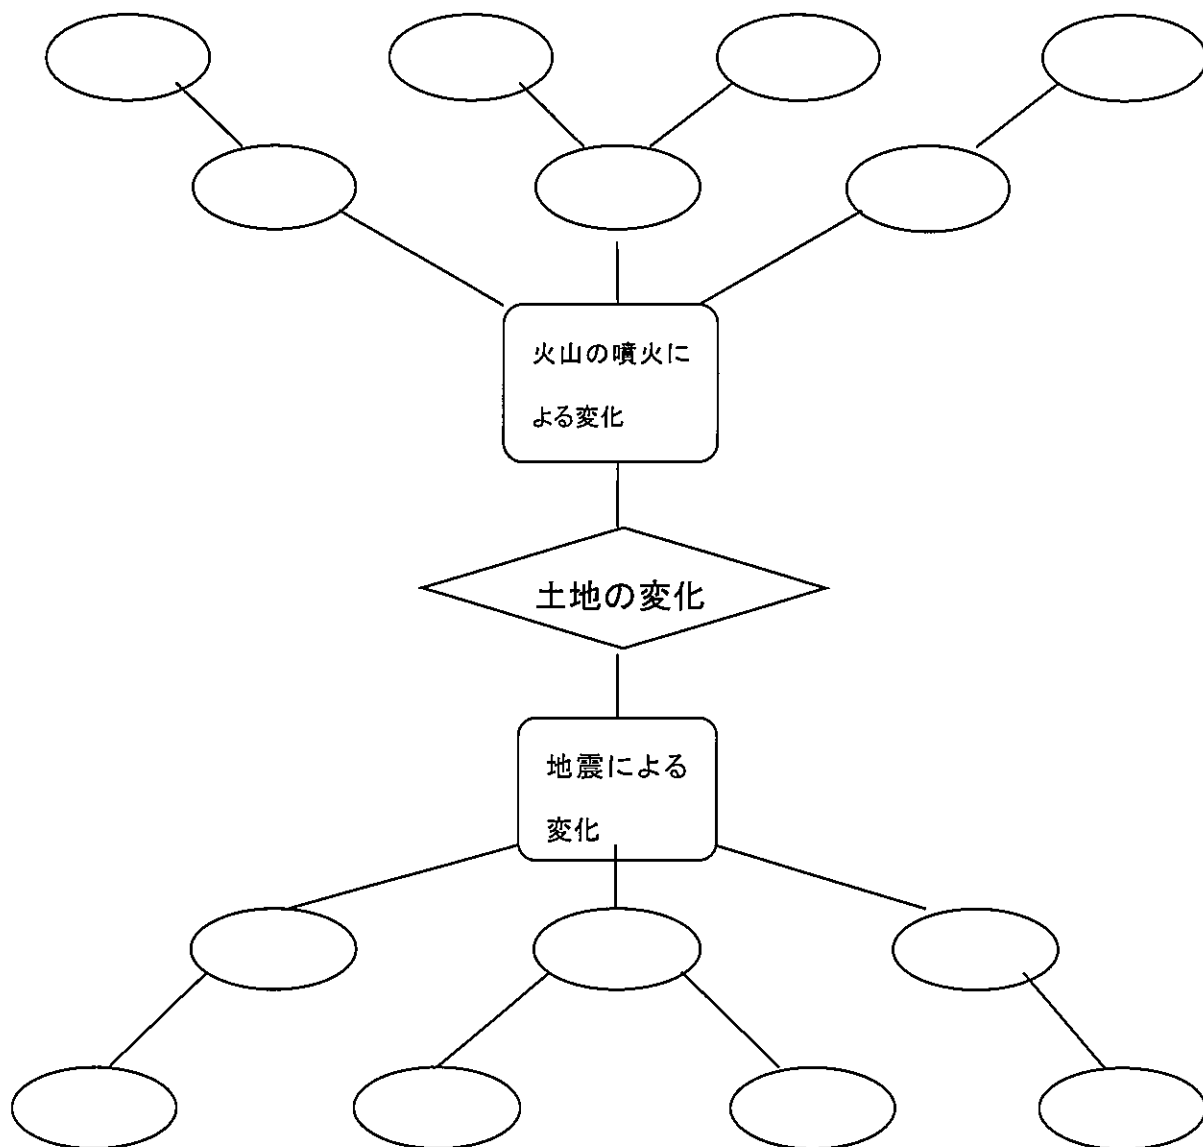 火山の噴火に
よる変化
土地の変化
地震による
変化